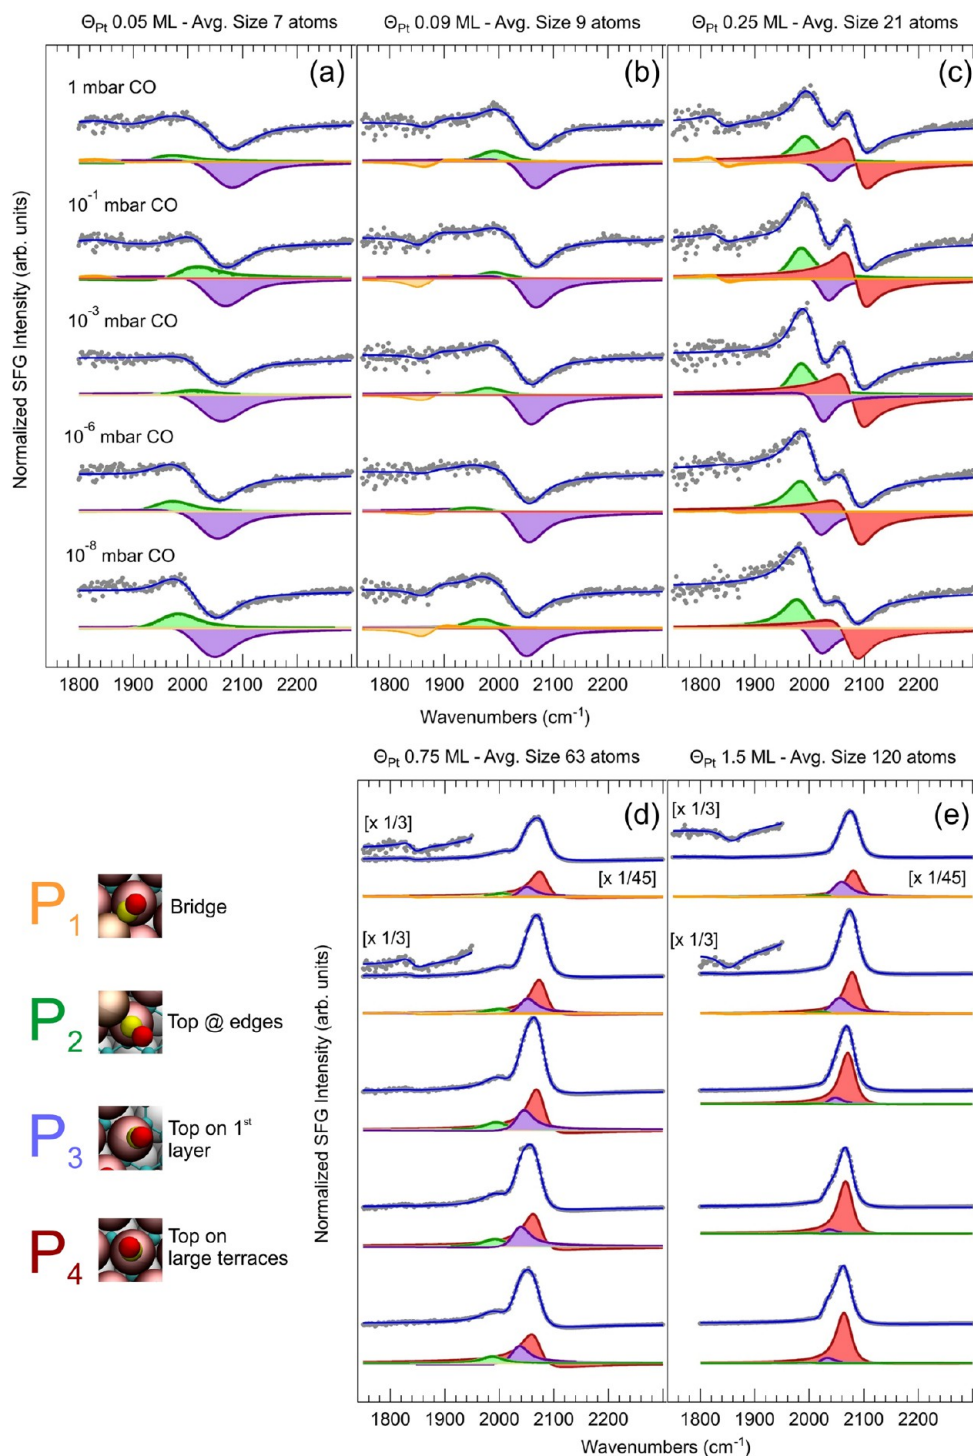 Θ_Pt 0.05 ML - Avg. Size 7 atoms
Θ_Pt 0.09 ML - Avg. Size 9 atoms
Θ_Pt 0.25 ML - Avg. Size 21 atoms
(a)
(b)
(c)
1 mbar CO
10⁻¹ mbar CO
10⁻³ mbar CO
10⁻⁶ mbar CO
10⁻⁸ mbar CO
Normalized SFG Intensity (arb. units)
1800 1900 2000 2100 2200
1800 1900 2000 2100 2200
1800 1900 2000 2100 2200
Wavenumbers (cm⁻¹)
Θ_Pt 0.75 ML - Avg. Size 63 atoms
Θ_Pt 1.5 ML - Avg. Size 120 atoms
(d)
(e)
[x 1/3]
[x 1/3]
[x 1/45]
[x 1/45]
[x 1/3]
[x 1/3]
P₁ Bridge
P₂ Top @ edges
P₃ Top on 1ˢᵗ
layer
P₄ Top on
large terraces
Normalized SFG Intensity (arb. units)
1800 1900 2000 2100 2200
1800 1900 2000 2100 2200
Wavenumbers (cm⁻¹)